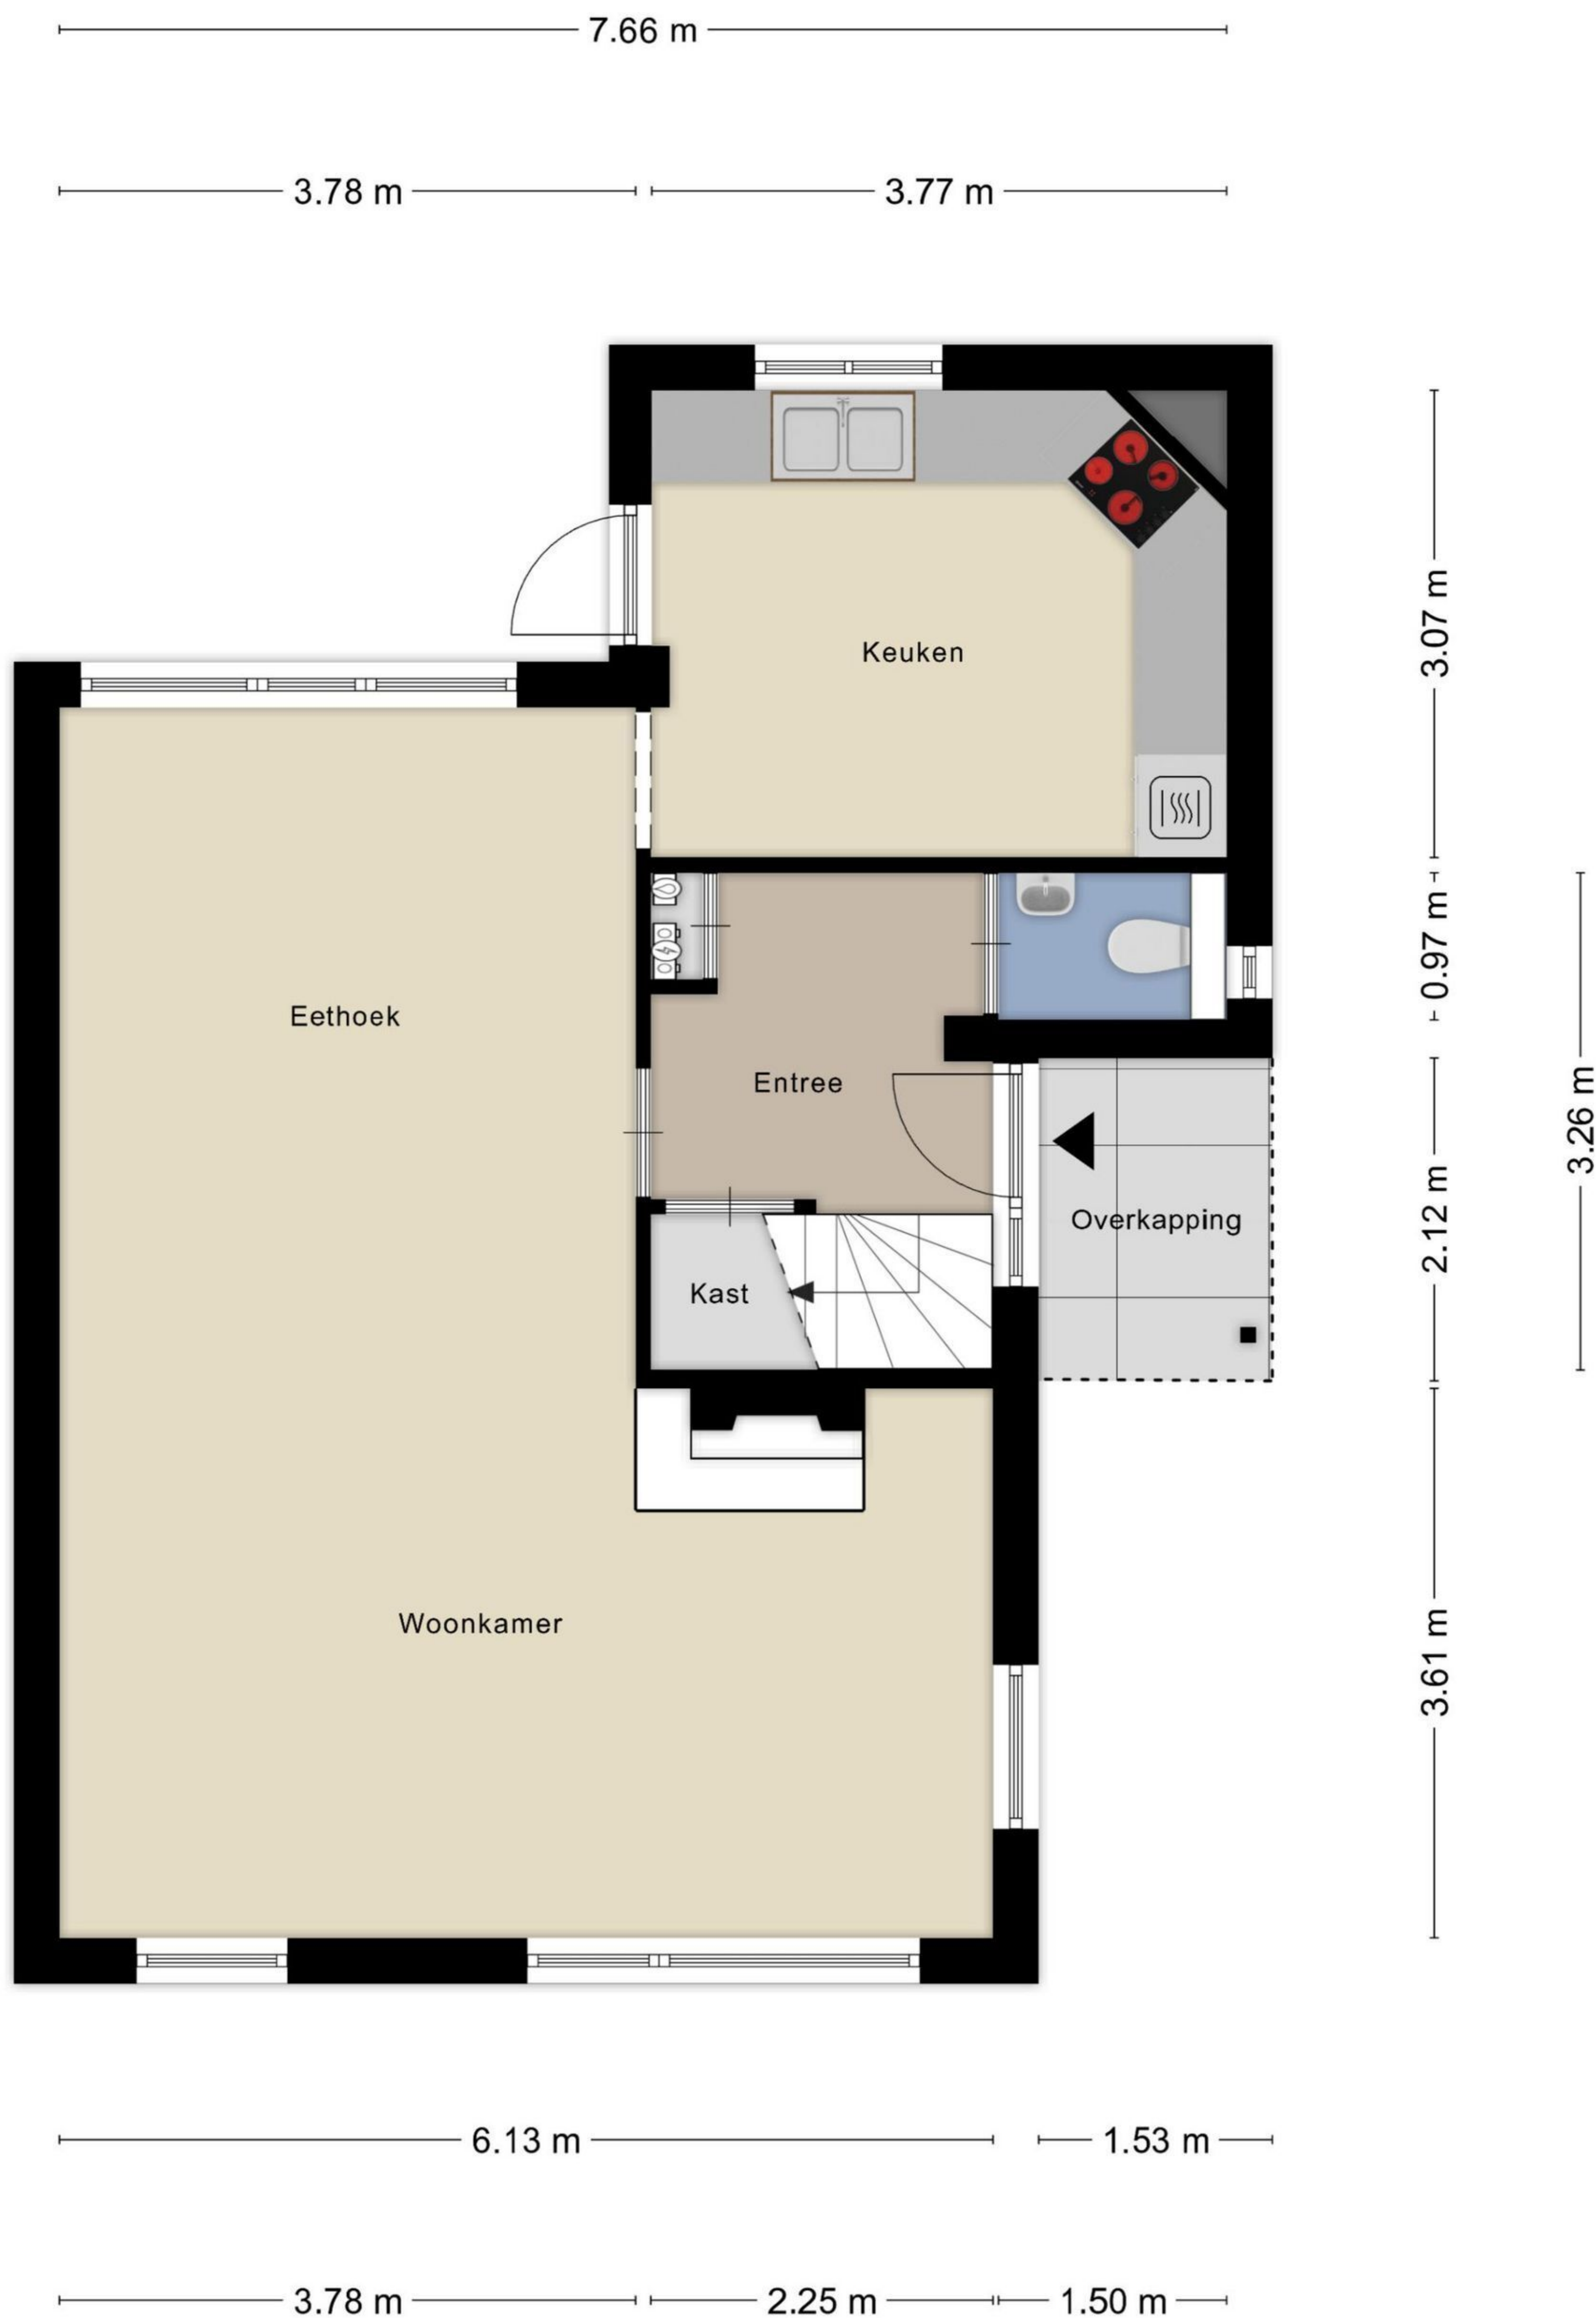 7.66 m
3.78 m
3.77 m
Keuken
3.07 m
0.97 m
Eethoek
Entree
3.26 m
2.12 m
Overkapping
Kast
Woonkamer
3.61 m
6.13 m
1.53 m
3.78 m
2.25 m
1.50 m